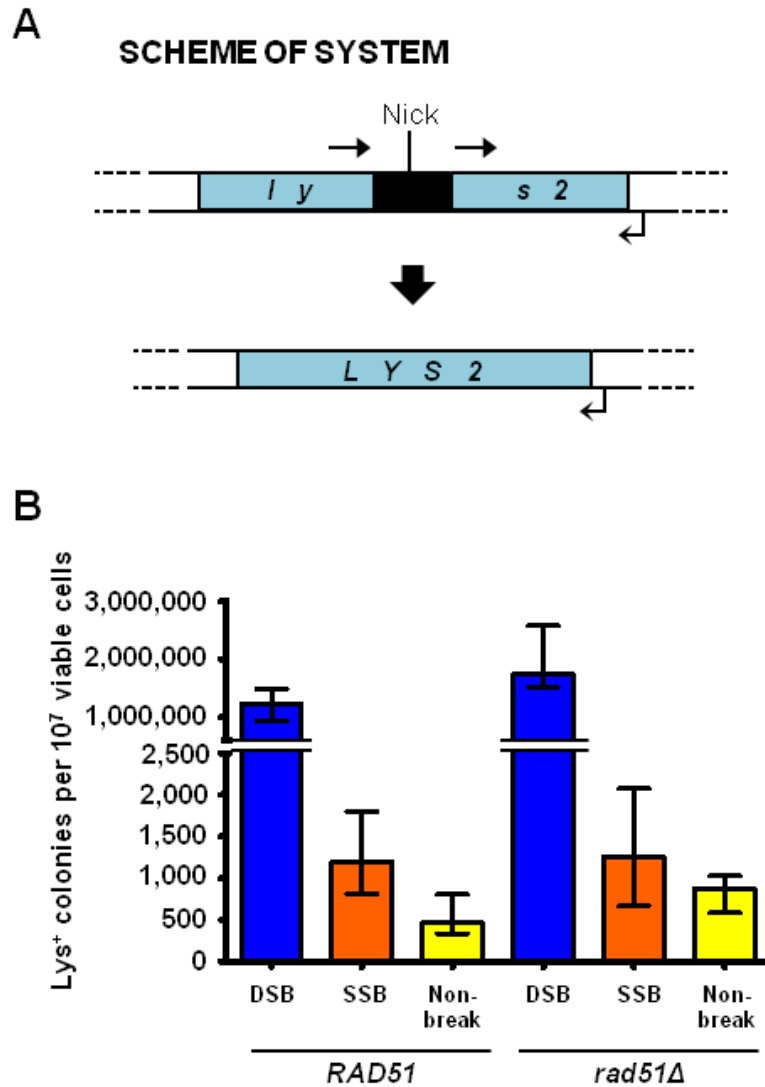 A
SCHEME OF SYSTEM
Nick
l y
s 2
L Y S 2
B
Lys⁺ colonies per 10⁷ viable cells
3,000,000
2,000,000
1,000,000
2,500
2,000
1,500
1,000
500
0
DSB SSB Non-break DSB SSB Non-break
RAD51 rad51Δ